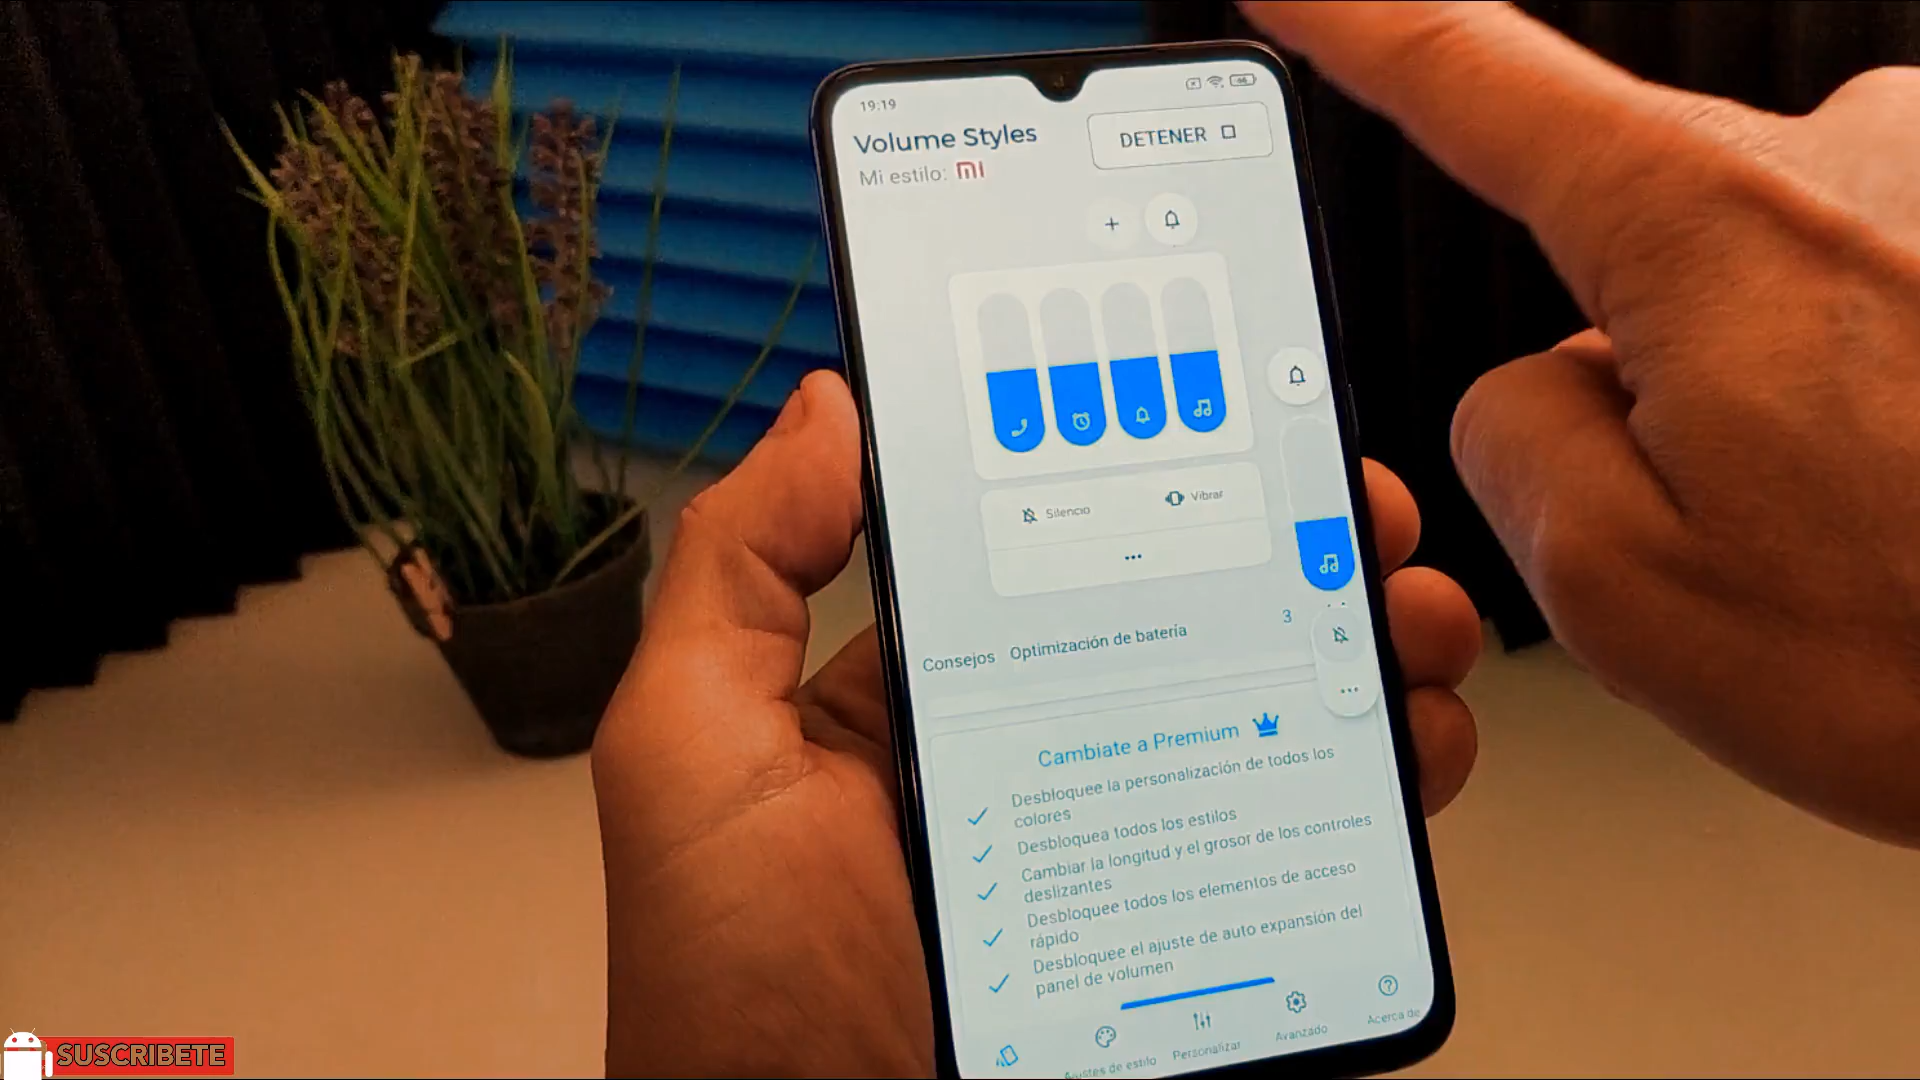 19:19
46
Volume Styles
DETENER
Mi estilo: MI
Silencio
Vibrar
Consejos Optimización de batería
3
Cambiate a Premium
Desbloquee la personalización de todos los
colores
Desbloquea todos los estilos
Cambiar la longitud y el grosor de los controles
deslizantes
Desbloquee todos los elementos de acceso
rápido
Desbloquee el ajuste de auto expansión del
panel de volumen
Ajustes de estilo
Personalizar
Avanzado
Acerca de
SUSCRIBETE